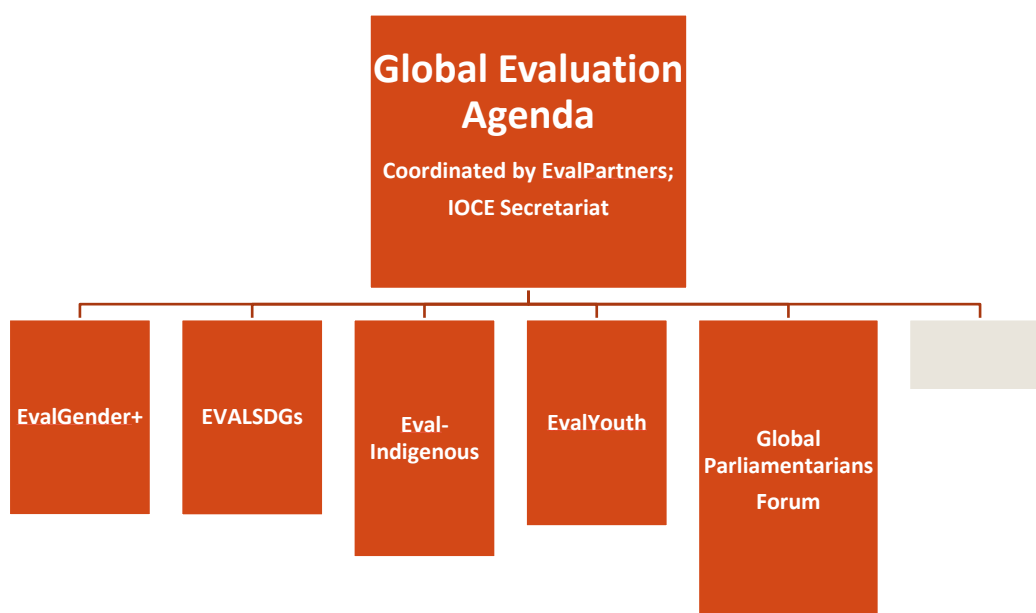 Global Evaluation
Agenda
Coordinated by EvalPartners;
IOCE Secretariat
EvalGender+
EVALSDGs
Eval-
Indigenous
EvalYouth
Global
Parliamentarians
Forum